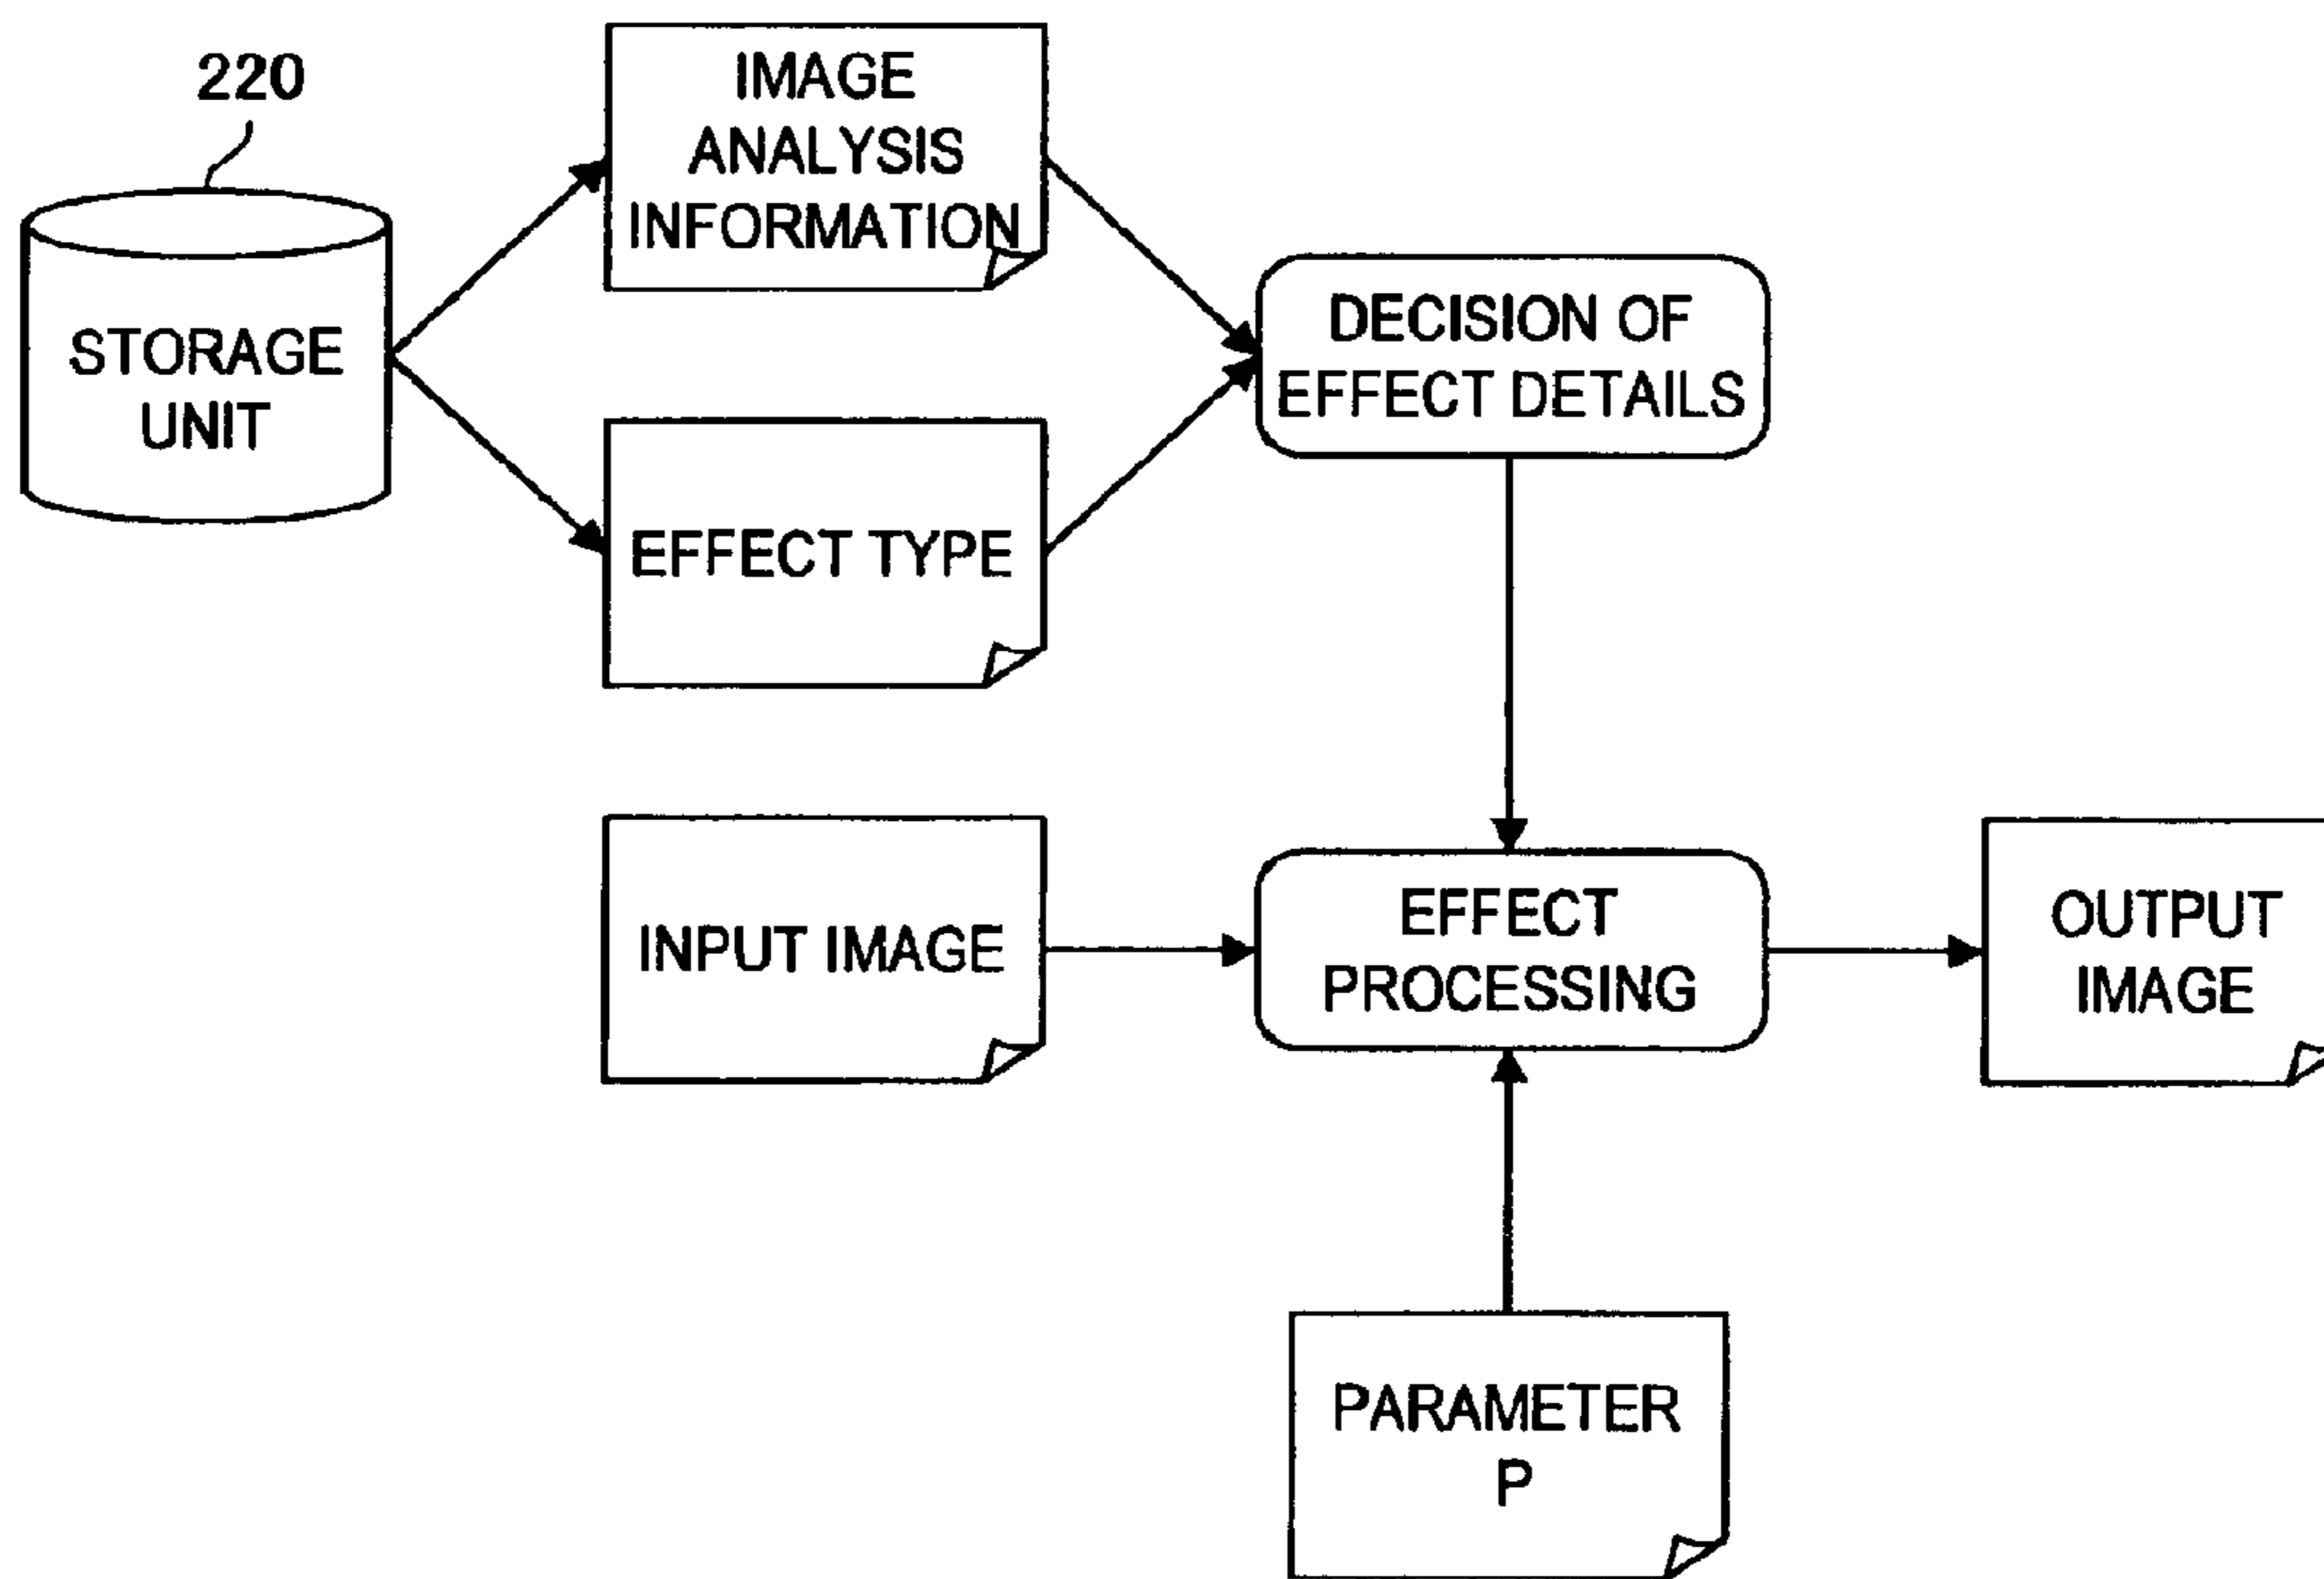 220
STORAGE
UNIT
IMAGE
ANALYSIS
INFORMATION
EFFECT TYPE
DECISION OF
EFFECT DETAILS
INPUT IMAGE
EFFECT
PROCESSING
OUTPUT
IMAGE
PARAMETER
P